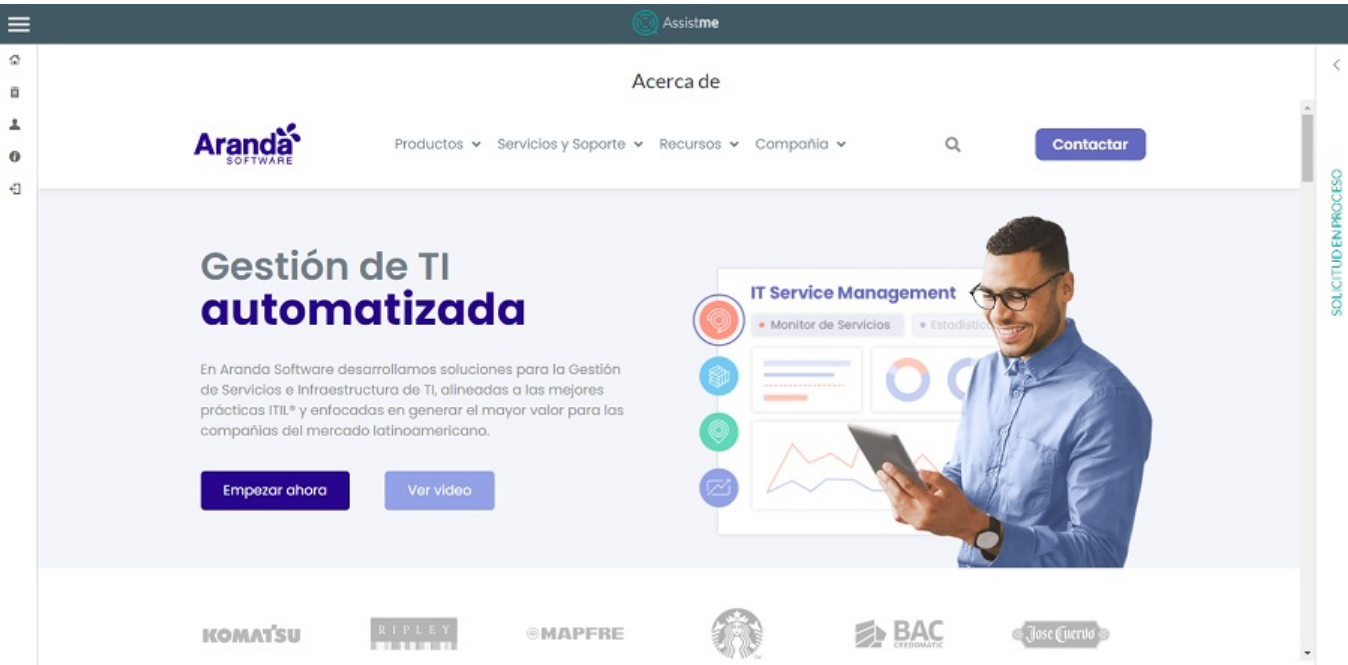 Assistme
Acerca de
Aranda
SOFTWARE
Productos
Servicios y Soporte
Recursos
Compañia
Contactar
SOLICITUD EN PROCESO
Gestión de TI
automatizada
En Aranda Software desarrollamos soluciones para la Gestión
de Servicios e Infraestructura de TI, alineadas a las mejores
prácticas ITIL® y enfocadas en generar el mayor valor para las
compañías del mercado latinoamericano.
Empezar ahora
Ver video
IT Service Management
Monitor de Servicios
KOMATSU
RIPLEY
MAPFRE
BAC
CREDOMATIC
Jose Cuervo